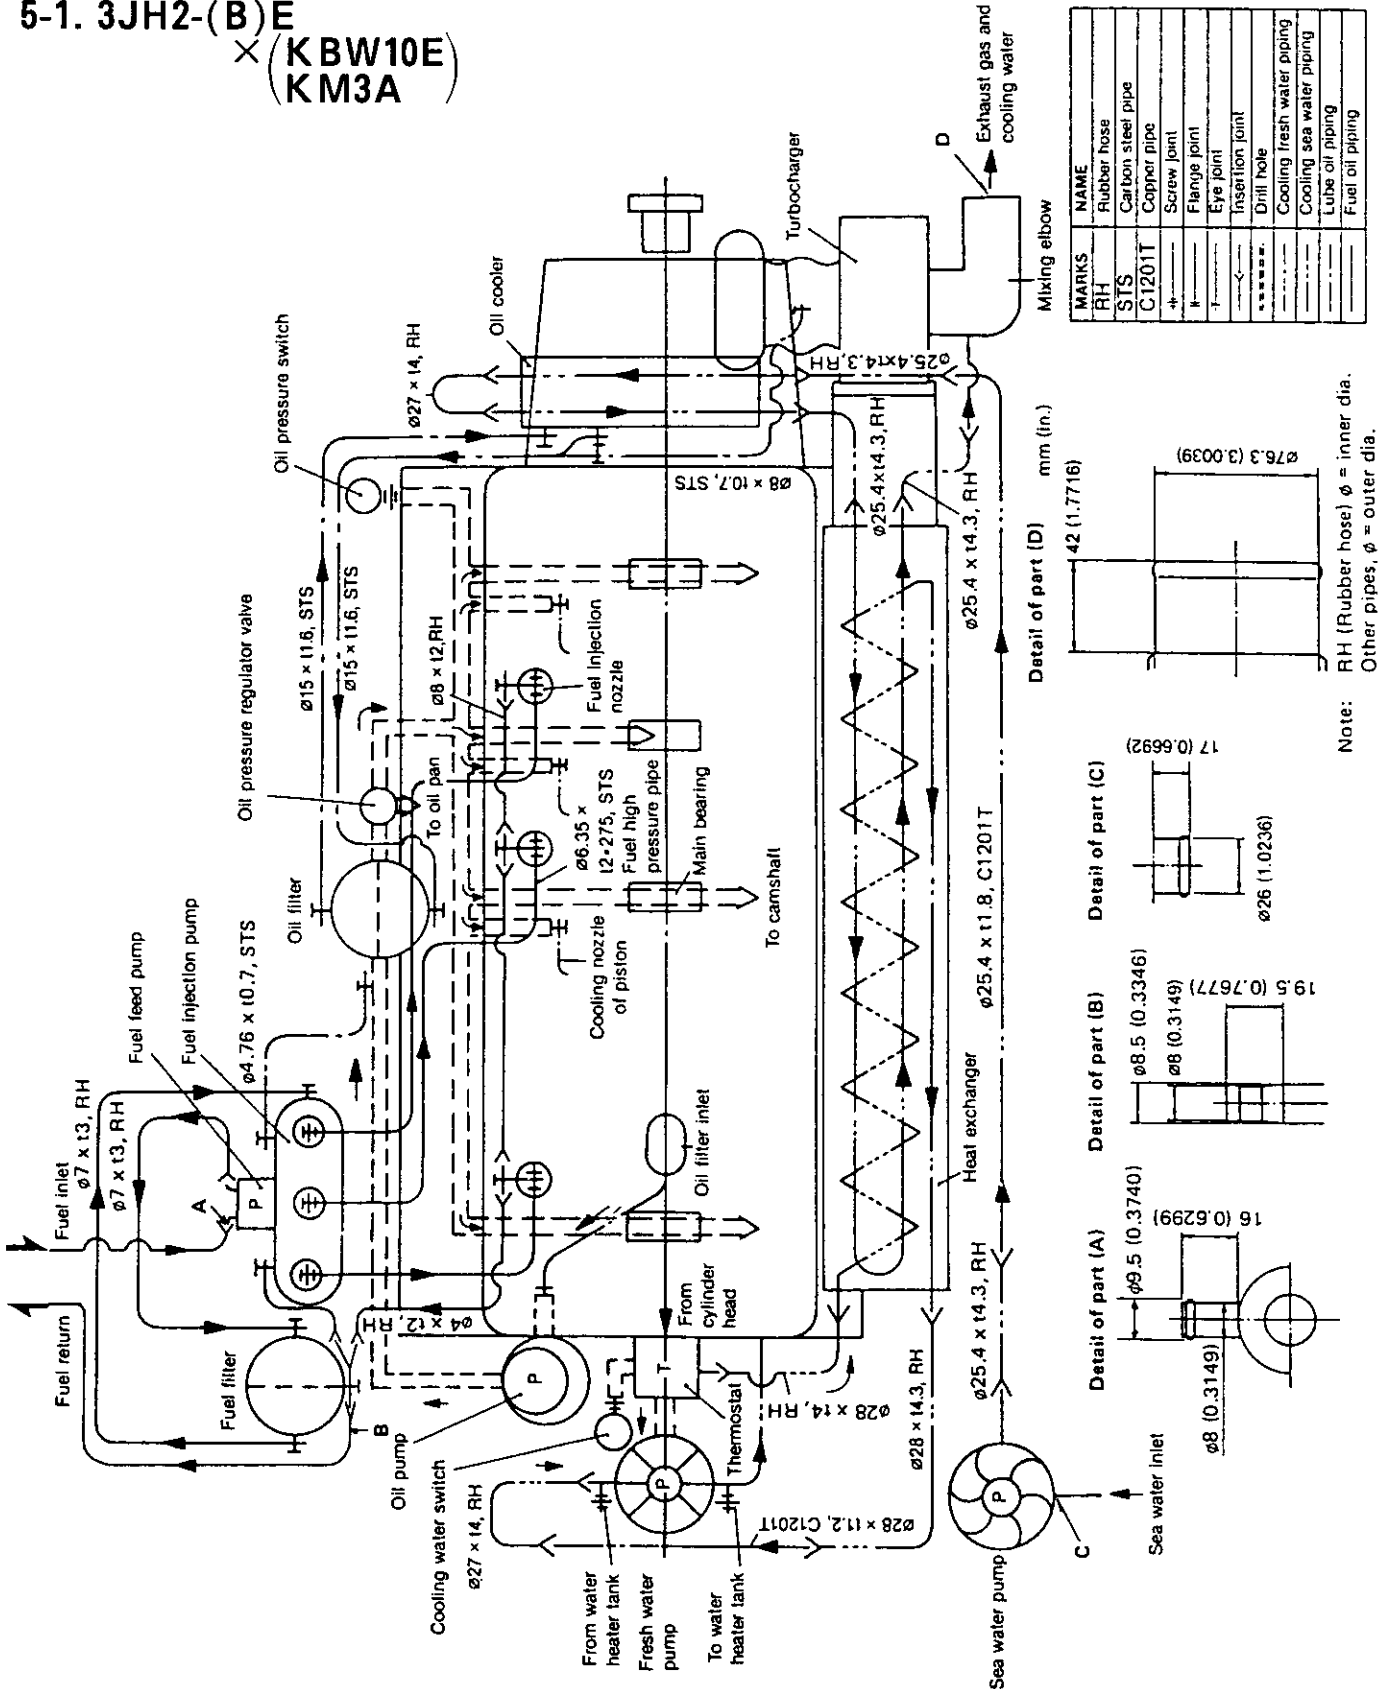 5-1. 3JH2-(B)E
× (KBW10E
KM3A)
Fuel return
Fuel inlet
ø7 × t3, RH
ø7 × t3, RH
A
Fuel feed pump
Fuel injection pump
ø4.76 × t0.7, STS
Oil filter
Oil pressure regulator valve
ø15 × t1.6, STS
ø15 × t1.6, STS
Oil pressure switch
ø27 × t4, RH
Oil cooler
Turbocharger
D
Exhaust gas and
cooling water
Mixing elbow
Fuel filter
B
ø4 × t2, RH
P
To oil pan
ø8 × t2, RH
Fuel injection
nozzle
ø6.35 ×
t2-275, STS
Fuel high
pressure pipe
Main bearing
Cooling nozzle
of piston
To camshaft
ø8 × t0.7, STS
ø25.4×t4.3, RH
ø25.4×t4.3, RH
ø25.4 × t4.3, RH
Oil pump
P
Oil filter inlet
From
cylinder
head
T
Thermostat
ø28 × t4, RH
Cooling water switch
ø27 × t4, RH
From water
heater tank
Fresh water
pump
P
To water
heater tank
ø28 × t1.2, C1201T
ø28 × t4.3, RH
Heat exchanger
ø25.4 × t1.8, C1201T
ø25.4 × t4.3, RH
Sea water pump
P
C
Sea water inlet
MARKS NAME
RH Rubber hose
STS Carbon steel pipe
C1201T Copper pipe
Screw joint
Flange joint
Eye joint
Insertion joint
Drill hole
Cooling fresh water piping
Cooling sea water piping
Lube oil piping
Fuel oil piping
mm (in.)
Detail of part (A)
ø9.5 (0.3740)
16 (0.6299)
ø8 (0.3149)
Detail of part (B)
ø8.5 (0.3346)
ø8 (0.3149)
19.5 (0.7677)
Detail of part (C)
17 (0.6692)
ø26 (1.0236)
Detail of part (D)
42 (1.7716)
ø76.3 (3.0039)
Note: RH (Rubber hose) ø = inner dia.
Other pipes, ø = outer dia.